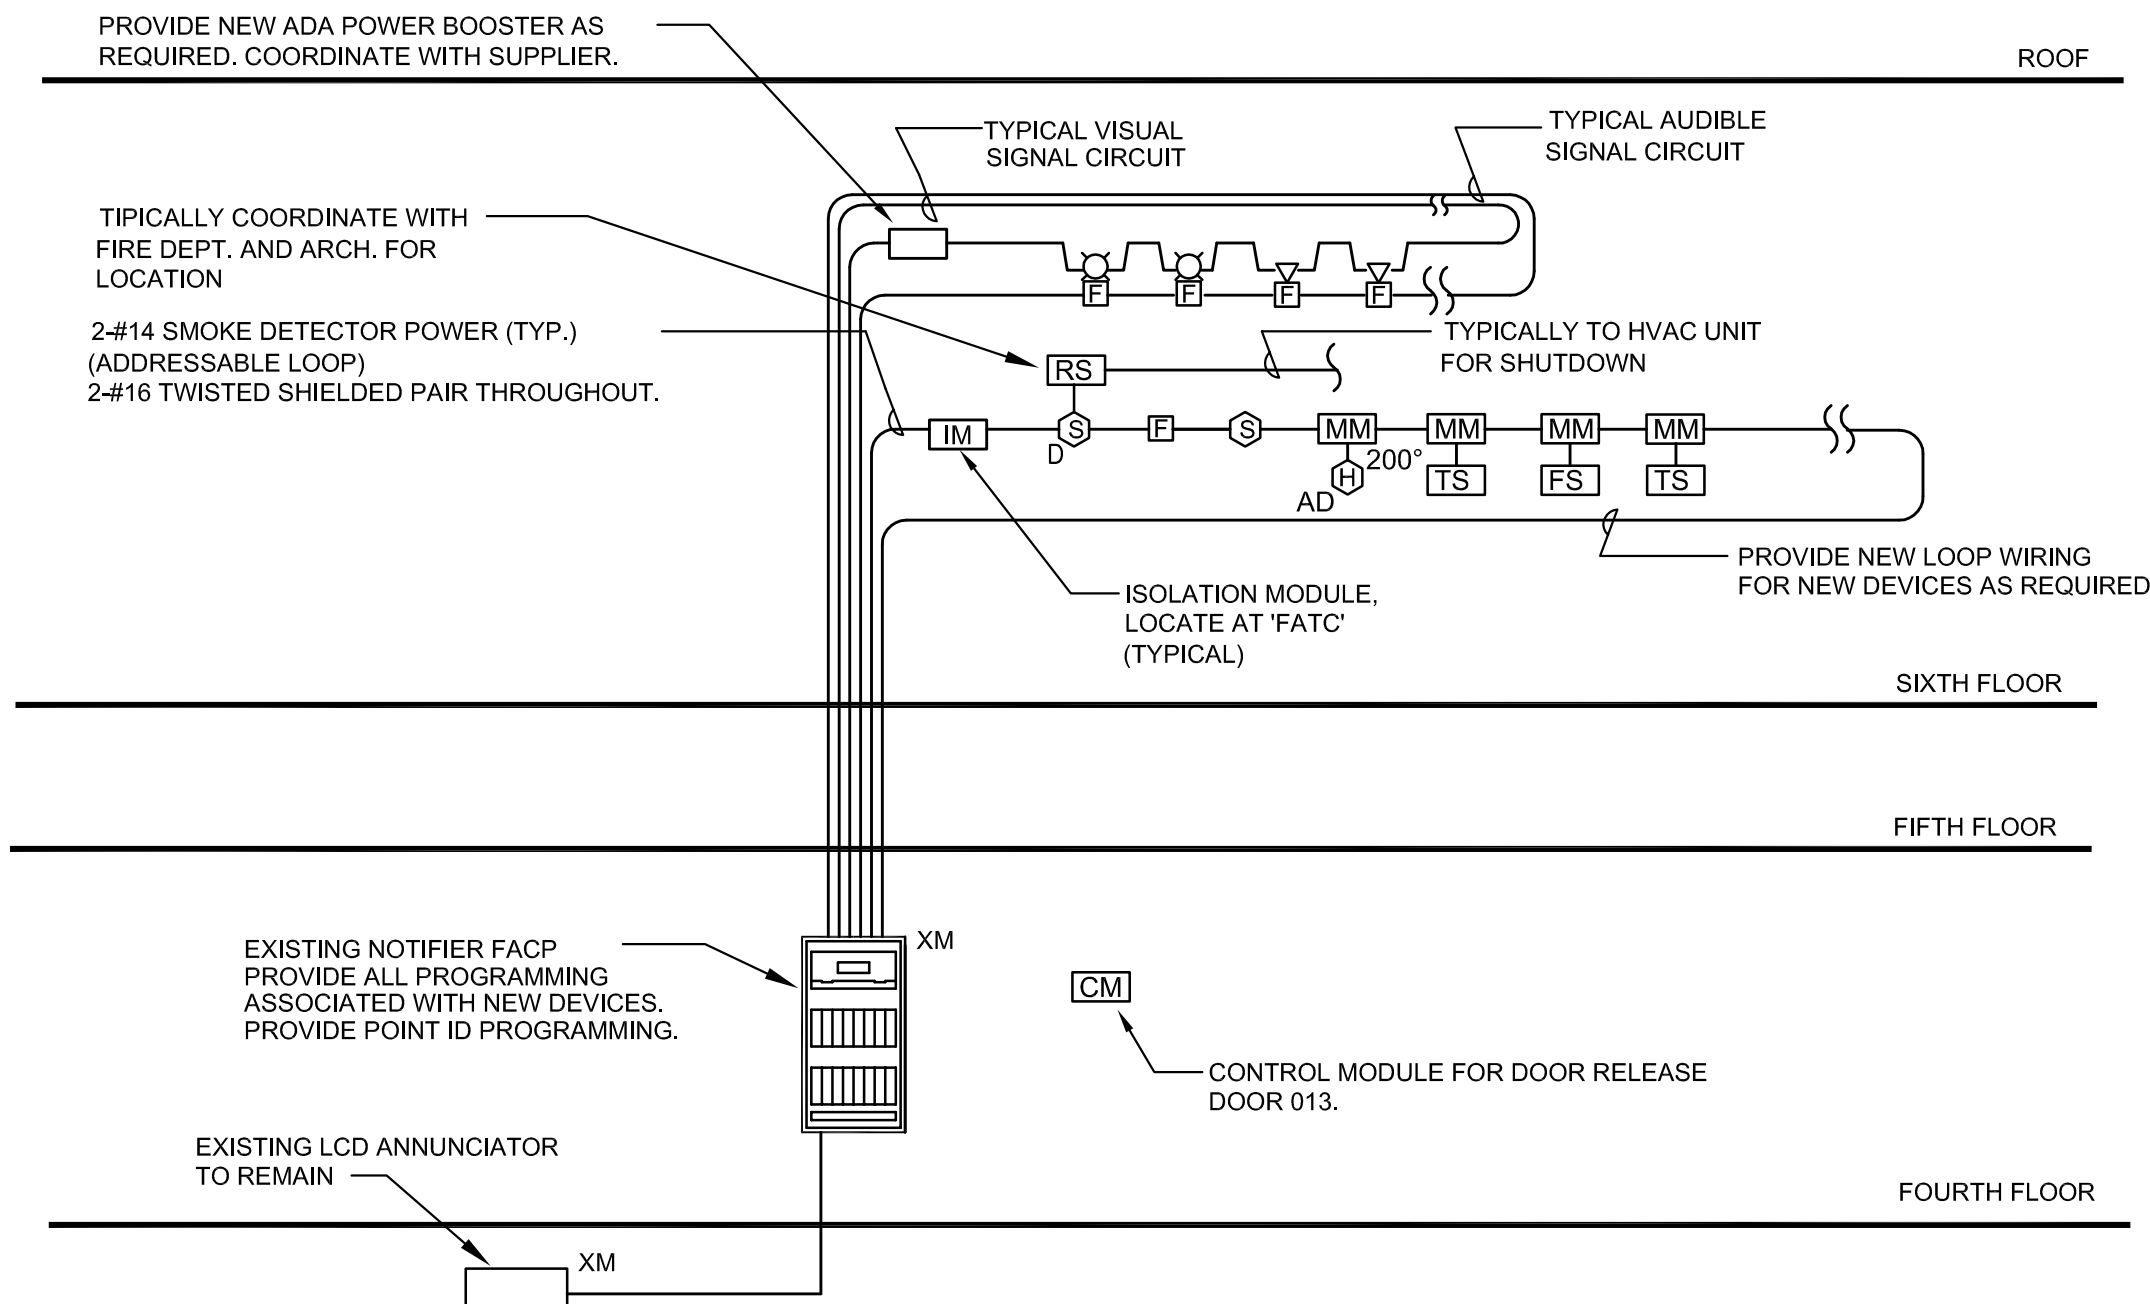 PROVIDE NEW ADA POWER BOOSTER AS
REQUIRED. COORDINATE WITH SUPPLIER.
ROOF
TYPICAL VISUAL
SIGNAL CIRCUIT
TYPICAL AUDIBLE
SIGNAL CIRCUIT
TIPICALLY COORDINATE WITH
FIRE DEPT. AND ARCH. FOR
LOCATION
F F F F
2-#14 SMOKE DETECTOR POWER (TYP.)
(ADDRESSABLE LOOP)
2-#16 TWISTED SHIELDED PAIR THROUGHOUT.
RS
TYPICALLY TO HVAC UNIT
FOR SHUTDOWN
IM S F S MM MM MM MM
D
200°
H TS FS TS
AD
PROVIDE NEW LOOP WIRING
FOR NEW DEVICES AS REQUIRED
ISOLATION MODULE,
LOCATE AT 'FATC'
(TYPICAL)
SIXTH FLOOR
FIFTH FLOOR
EXISTING NOTIFIER FACP
PROVIDE ALL PROGRAMMING
ASSOCIATED WITH NEW DEVICES.
PROVIDE POINT ID PROGRAMMING.
XM
CM
CONTROL MODULE FOR DOOR RELEASE
DOOR 013.
EXISTING LCD ANNUNCIATOR
TO REMAIN
FOURTH FLOOR
XM